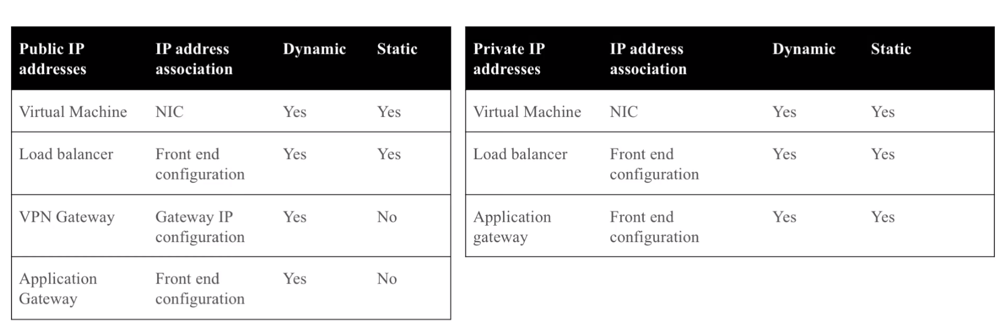 Public IP addresses | IP address association | Dynamic | Static
Virtual Machine | NIC | Yes | Yes
Load balancer | Front end configuration | Yes | Yes
VPN Gateway | Gateway IP configuration | Yes | No
Application Gateway | Front end configuration | Yes | No
Private IP addresses | IP address association | Dynamic | Static
Virtual Machine | NIC | Yes | Yes
Load balancer | Front end configuration | Yes | Yes
Application gateway | Front end configuration | Yes | Yes